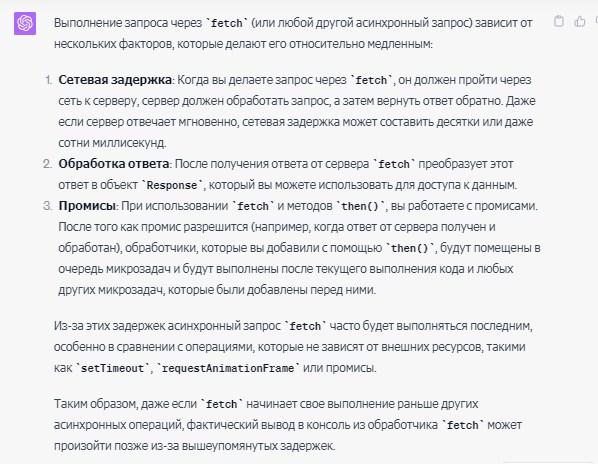 Выполнение запроса через `fetch` (или любой другой асинхронный запрос) зависит от
нескольких факторов, которые делают его относительно медленным:
1. Сетевая задержка: Когда вы делаете запрос через `fetch`, он должен пройти через
сеть к серверу, сервер должен обработать запрос, а затем вернуть ответ обратно. Даже
если сервер отвечает мгновенно, сетевая задержка может составить десятки или даже
сотни миллисекунд.
2. Обработка ответа: После получения ответа от сервера `fetch` преобразует этот
ответ в объект `Response`, который вы можете использовать для доступа к данным.
3. Промисы: При использовании `fetch` и методов `then()`, вы работаете с промисами.
После того как промис разрешится (например, когда ответ от сервера получен и
обработан), обработчики, которые вы добавили с помощью `then()`, будут помещены в
очередь микрозадач и будут выполнены после текущего выполнения кода и любых
других микрозадач, которые были добавлены перед ними.
Из-за этих задержек асинхронный запрос `fetch` часто будет выполняться последним,
особенно в сравнении с операциями, которые не зависят от внешних ресурсов, такими
как `setTimeout`, `requestAnimationFrame` или промисы.
Таким образом, даже если `fetch` начинает свое выполнение раньше других
асинхронных операций, фактический вывод в консоль из обработчика `fetch` может
произойти позже из-за вышеупомянутых задержек.